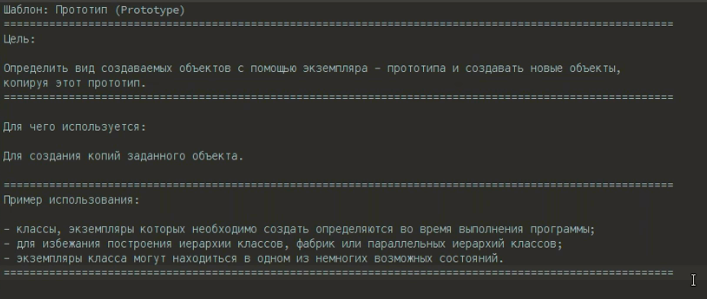 Шаблон: Прототип (Prototype)
=======================================================================================================
Цель:
Определить вид создаваемых объектов с помощью экземпляра – прототипа и создавать новые объекты,
копируя этот прототип.
=======================================================================================================
Для чего используется:
Для создания копий заданного объекта.
=======================================================================================================
Пример использования:
– классы, экземпляры которых необходимо создать определяются во время выполнения программы;
– для избежания построения иерархии классов, фабрик или параллельных иерархий классов;
– экземпляры класса могут находиться в одном из немногих возможных состояний.
=======================================================================================================